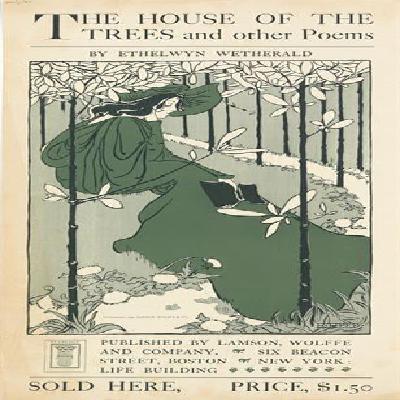 THE HOUSE OF THE
TREES and other Poems
BY ETHELWYN WETHERALD
PUBLISHED BY LAMSON, WOLFFE
AND COMPANY, SIX BEACON
STREET, BOSTON NEW YORK:
LIFE BUILDING
SOLD HERE, PRICE, $1.50